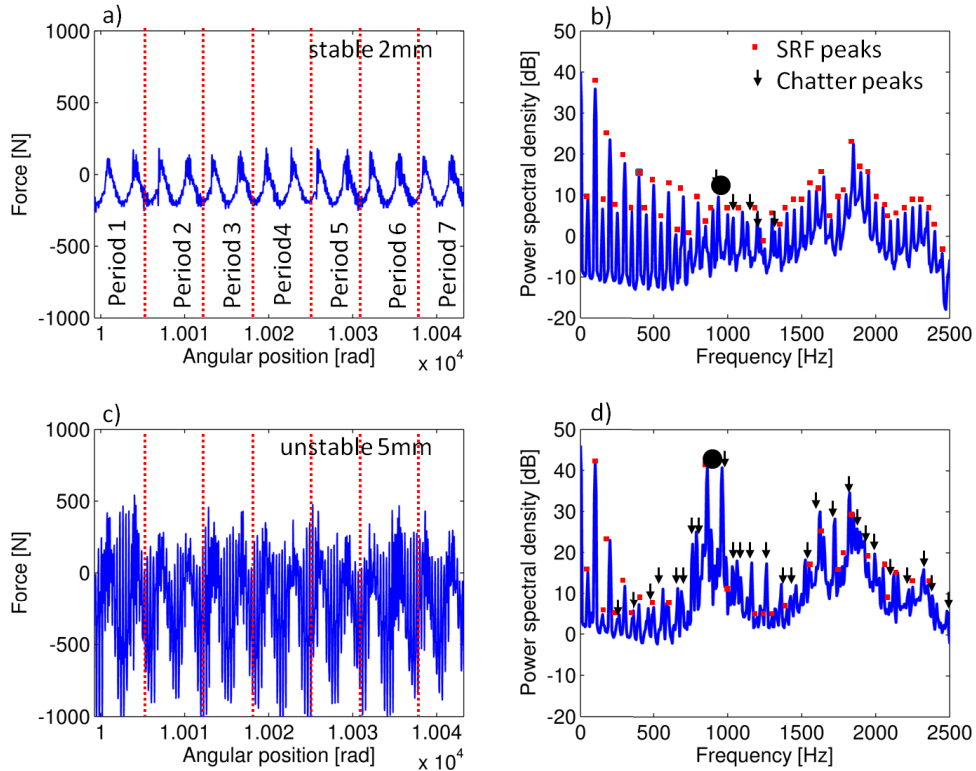 a)
stable 2mm
1000
500
0
-500
-1000
Force [N]
Period 1
Period 2
Period 3
Period4
Period 5
Period 6
Period 7
1
1.001
1.002
1.003
1.004
Angular position [rad]
x 10⁴
b)
SRF peaks
Chatter peaks
50
40
30
20
10
0
-10
-20
Power spectral density [dB]
0
500
1000
1500
2000
2500
Frequency [Hz]
c)
unstable 5mm
1000
500
0
-500
-1000
Force [N]
1
1.001
1.002
1.003
1.004
Angular position [rad]
x 10⁴
d)
50
40
30
20
10
0
-10
-20
Power spectral density [dB]
0
500
1000
1500
2000
2500
Frequency [Hz]